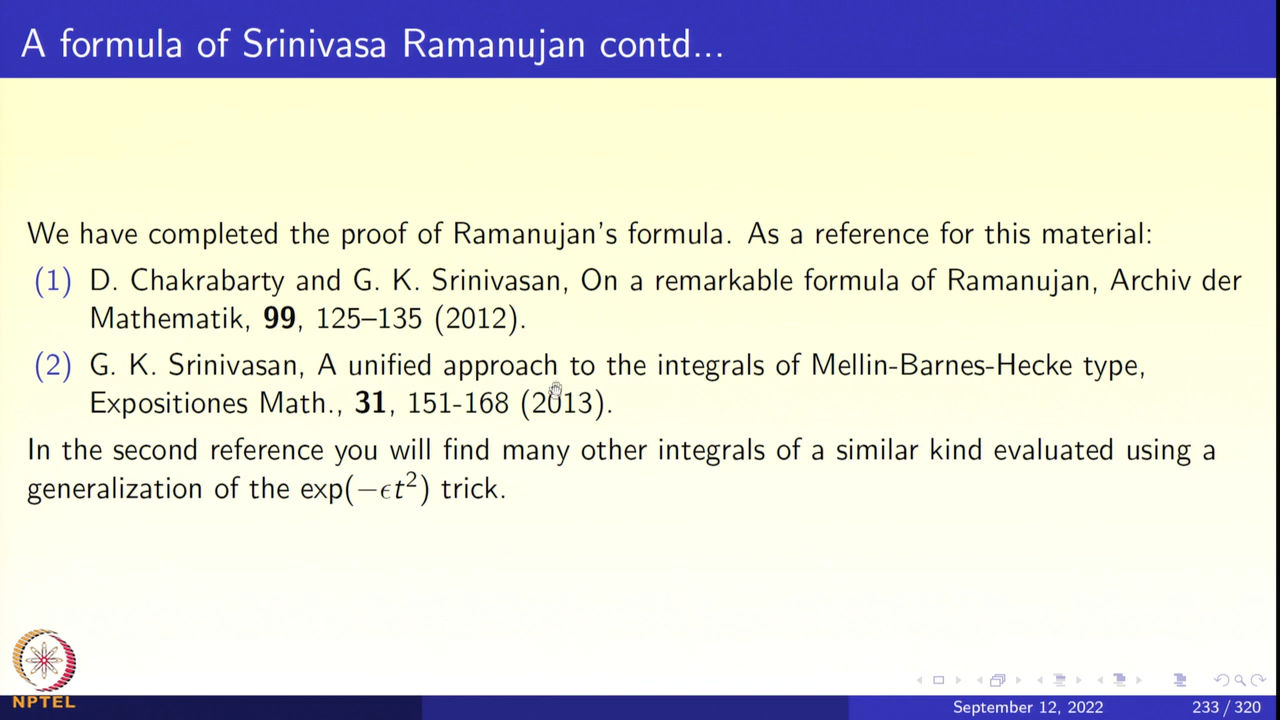 A formula of Srinivasa Ramanujan contd...
We have completed the proof of Ramanujan's formula. As a reference for this material:
(1) D. Chakrabarty and G. K. Srinivasan, On a remarkable formula of Ramanujan, Archiv der
Mathematik, 99, 125–135 (2012).
(2) G. K. Srinivasan, A unified approach to the integrals of Mellin-Barnes-Hecke type,
Expositiones Math., 31, 151-168 (2013).
In the second reference you will find many other integrals of a similar kind evaluated using a
generalization of the exp(−ϵt²) trick.
NPTEL
September 12, 2022 233 / 320